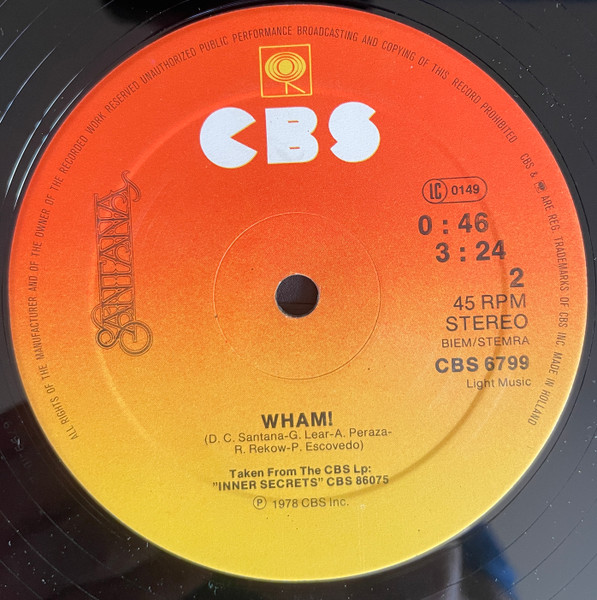 ALL RIGHTS OF THE MANUFACTURER AND OF THE OWNER OF THE RECORDED WORK RESERVED UNAUTHORIZED PUBLIC PERFORMANCE BROADCASTING AND COPYING OF THIS RECORD PROHIBITED CBS & ARE REG. TRADEMARKS OF CBS INC. MADE IN HOLLAND
CBS
SANTANA
LC 0149
0 : 46
3 : 24
2
45 RPM
STEREO
BIEM/STEMRA
CBS 6799
Light Music
WHAM!
(D. C. Santana-G. Lear-A. Peraza-
R. Rekow-P. Escovedo)
Taken From The CBS Lp:
"INNER SECRETS" CBS 86075
Ⓟ 1978 CBS Inc.